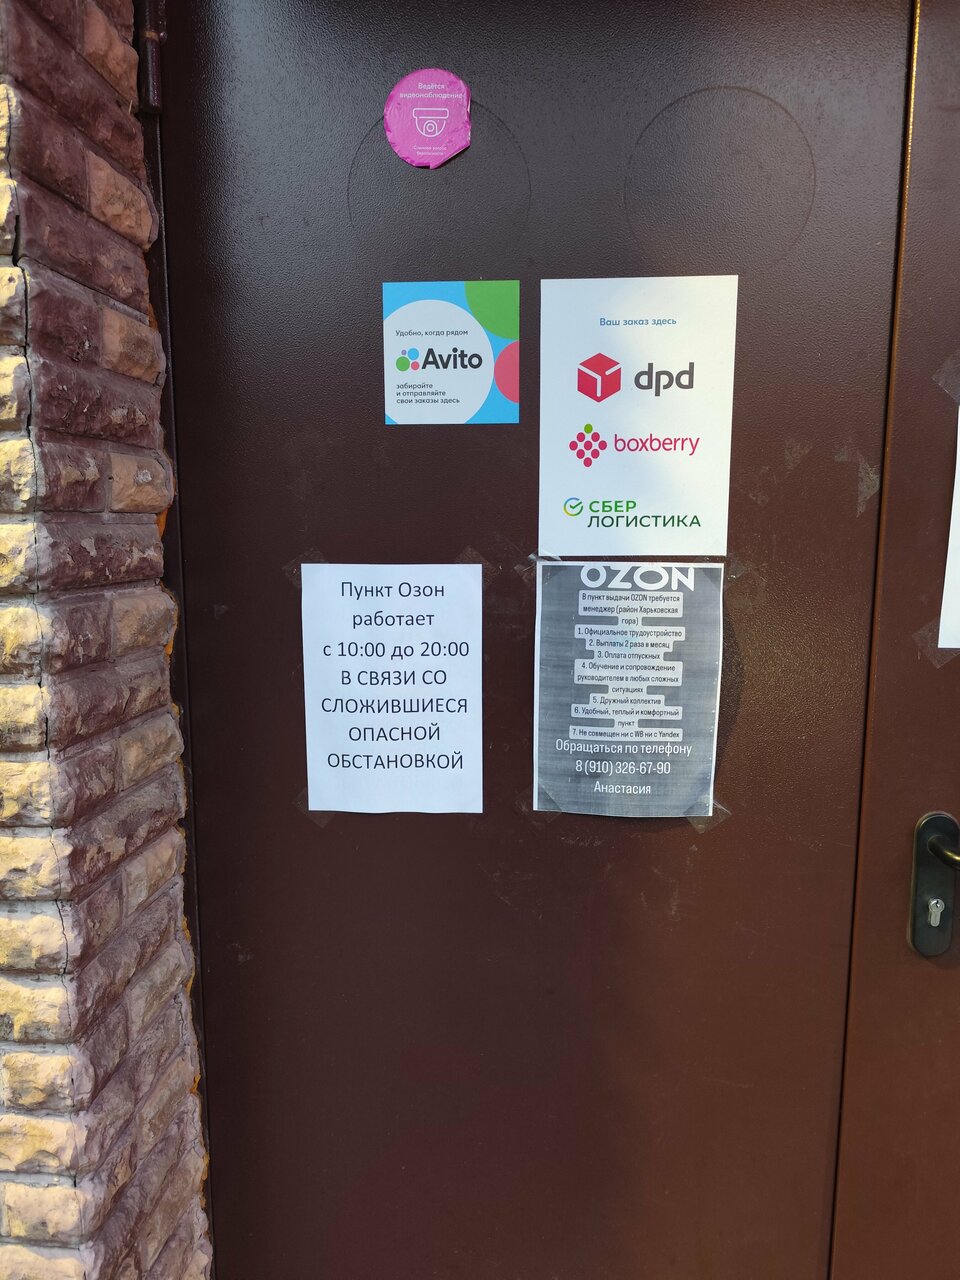 Ведётся
видеонаблюдение
Удобно, когда рядом
Avito
забирайте
и отправляйте
свои заказы здесь
Ваш заказ здесь
dpd
boxberry
СБЕР
ЛОГИСТИКА
Пункт Озон
работает
с 10:00 до 20:00
В СВЯЗИ СО
СЛОЖИВШИЕСЯ
ОПАСНОЙ
ОБСТАНОВКОЙ
OZON
В пункт выдачи OZON требуется
менеджер (район Харьковская
гора)
1. Официальное трудоустройство
2. Выплаты 2 раза в месяц
3. Оплата отпускных
4. Обучение и сопровождение
руководителем в любых сложных
ситуациях
5. Дружный коллектив
6. Удобный, теплый и комфортный
пункт
7. Не совмещен ни с WB ни с Yandex
Обращаться по телефону
8 (910) 326-67-90
Анастасия